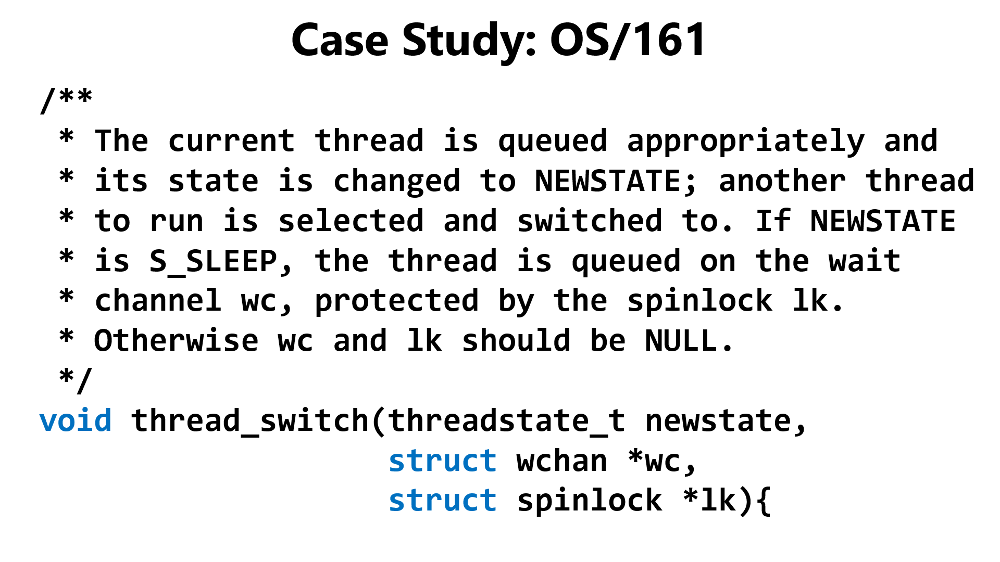 Case Study: OS/161
/**
 * The current thread is queued appropriately and
 * its state is changed to NEWSTATE; another thread
 * to run is selected and switched to. If NEWSTATE
 * is S_SLEEP, the thread is queued on the wait
 * channel wc, protected by the spinlock lk.
 * Otherwise wc and lk should be NULL.
 */
void thread_switch(threadstate_t newstate,
                   struct wchan *wc,
                   struct spinlock *lk){